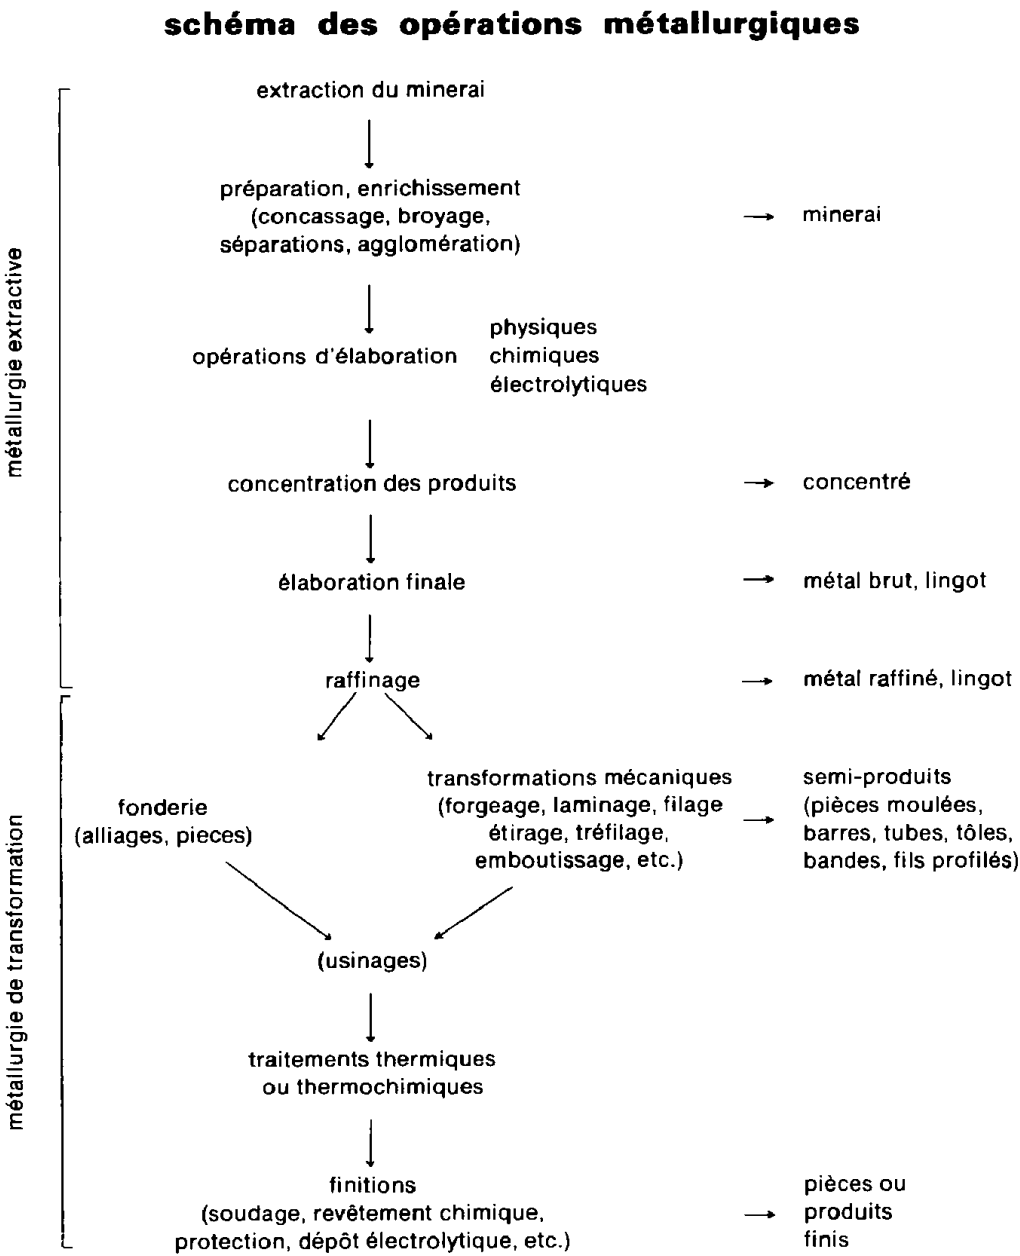 schéma des opérations métallurgiques
métallurgie extractive
extraction du minerai
préparation, enrichissement
(concassage, broyage,
séparations, agglomération)
minerai
opérations d'élaboration
physiques
chimiques
électrolytiques
concentration des produits
concentré
élaboration finale
métal brut, lingot
raffinage
métal raffiné, lingot
métallurgie de transformation
fonderie
(alliages, pieces)
transformations mécaniques
(forgeage, laminage, filage
étirage, tréfilage,
emboutissage, etc.)
semi-produits
(pièces moulées,
barres, tubes, tôles,
bandes, fils profilés)
(usinages)
traitements thermiques
ou thermochimiques
finitions
(soudage, revêtement chimique,
protection, dépôt électrolytique, etc.)
pièces ou
produits
finis